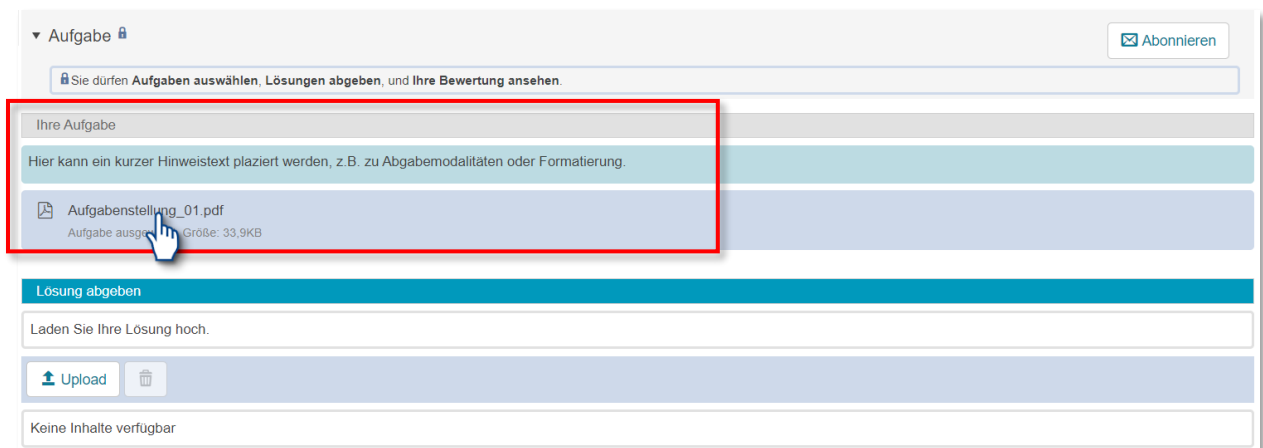 Aufgabe
Abonnieren
Sie dürfen Aufgaben auswählen, Lösungen abgeben, und Ihre Bewertung ansehen.
Ihre Aufgabe
Hier kann ein kurzer Hinweistext plaziert werden, z.B. zu Abgabemodalitäten oder Formatierung.
Aufgabenstellung_01.pdf
Aufgabe Größe: 33,9KB
Lösung abgeben
Laden Sie Ihre Lösung hoch.
Upload
Keine Inhalte verfügbar